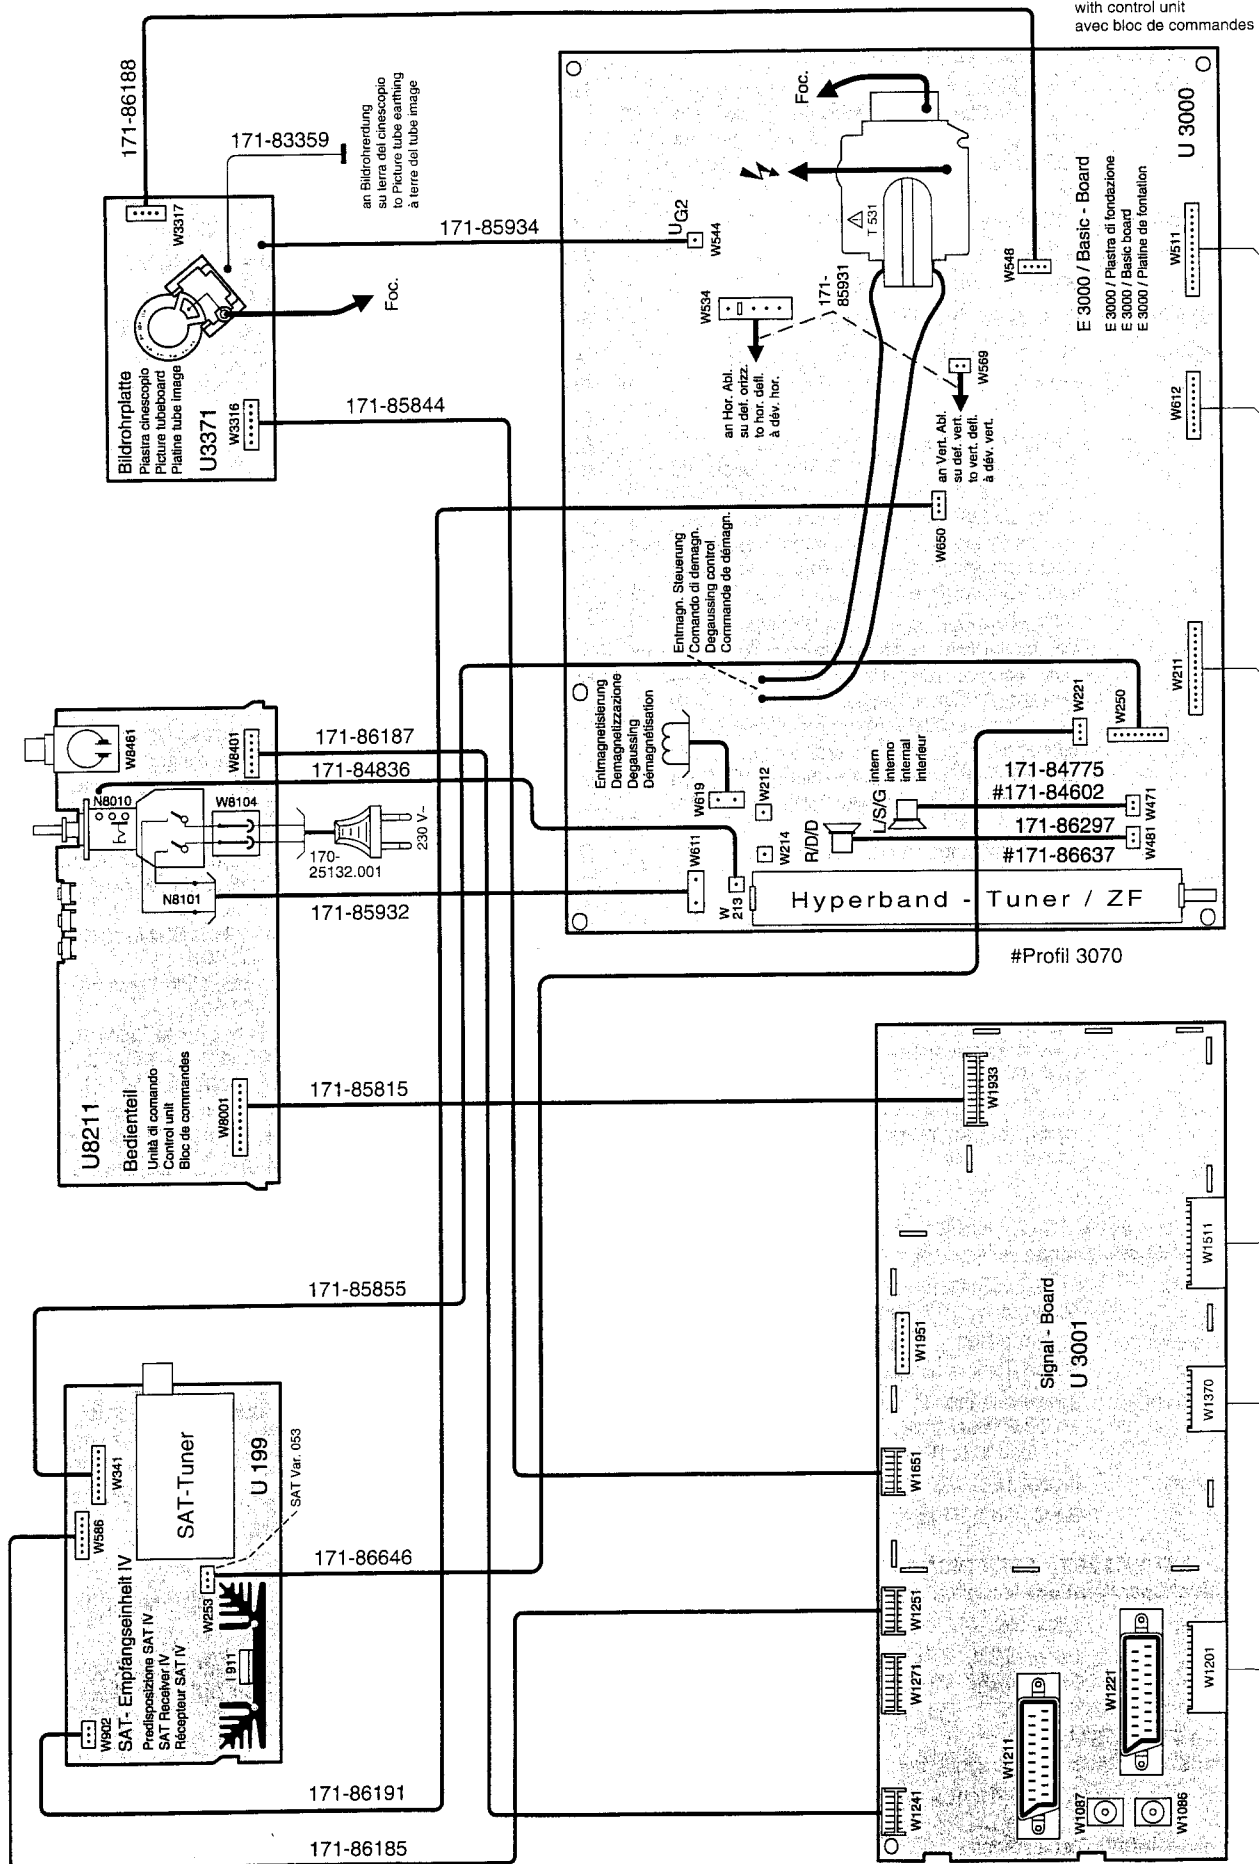 with control unit
avec bloc de commandes
171-86188
171-83359
an Bildrohrerdung
su terra del cinescopio
to Picture tube earthing
à terre del tube image
W3317
Foc.
Bildrohrplatte
Piastra cinescopio
Picture tubeboard
Platine tube image
U3371
W3316
171-85934
171-85844
U G2
W544
Foc.
T 531
W534
171-
85931
an Hor. Abl.
su def. orizz.
to hor. defl.
à dév. hor.
W569
an Vert. Abl.
su def. vert.
to vert. defl.
à dév. vert.
W548
W650
E 3000 / Basic - Board
E 3000 / Piastra di fondazione
E 3000 / Basic board
E 3000 / Platine de fontation
U 3000
W511
W612
W211
Entmagn. Steuerung
Comando di demagn.
Degaussing control
Commande de démagn.
Entmagnetisierung
Demagnetizzazione
Degaussing
Démagnétisation
W619
W212
W214
W611
W
213
R/D/D
L/S/G
intern
interno
internal
interieur
W221
W250
171-84775
#171-84602
W471
171-86297
#171-86637
W481
Hyperband - Tuner / ZF
#Profil 3070
W8461
W8401
171-86187
171-84836
N8010
W8104
230 V~
170-
25132.001
N8101
171-85932
U8211
Bedienteil
Unità di comando
Control unit
Bloc de commandes
W8001
171-85815
171-85855
W341
W586
SAT-Tuner
U 199
SAT Var. 053
W253
171-86646
I 911
W902
SAT- Empfangseinheit IV
Predisposizione SAT IV
SAT Receiver IV
Récepteur SAT IV
171-86191
171-86185
W1933
W1951
Signal - Board
U 3001
W1511
W1370
W1651
W1251
W1271
W1241
W1211
W1221
W1201
W1087
W1086